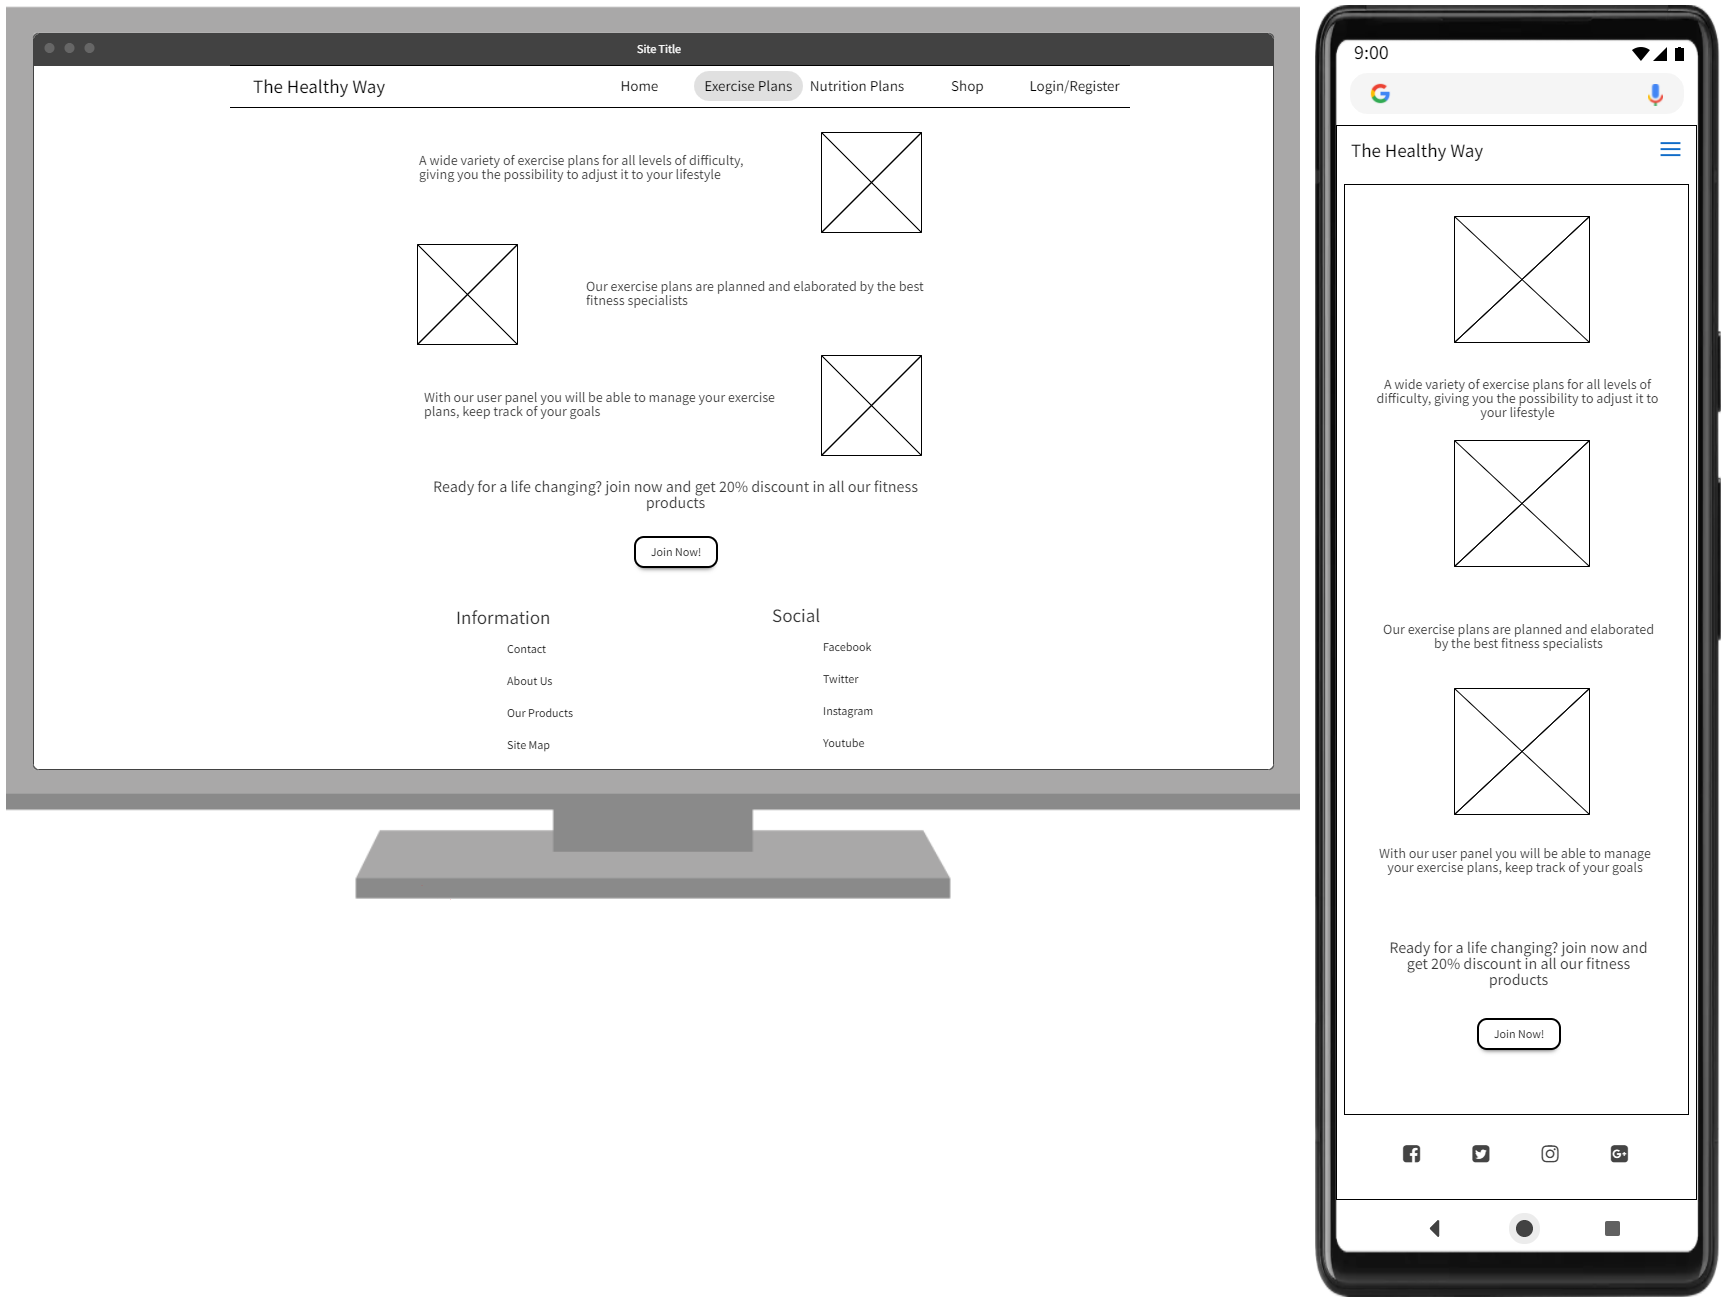 Site Title
The Healthy Way
Home
Exercise Plans
Nutrition Plans
Shop
Login/Register
A wide variety of exercise plans for all levels of difficulty,
giving you the possibility to adjust it to your lifestyle
Our exercise plans are planned and elaborated by the best
fitness specialists
With our user panel you will be able to manage your exercise
plans, keep track of your goals
Ready for a life changing? join now and get 20% discount in all our fitness
products
Join Now!
Information
Contact
About Us
Our Products
Site Map
Social
Facebook
Twitter
Instagram
Youtube
9:00
The Healthy Way
A wide variety of exercise plans for all levels of
difficulty, giving you the possibility to adjust it to
your lifestyle
Our exercise plans are planned and elaborated
by the best fitness specialists
With our user panel you will be able to manage
your exercise plans, keep track of your goals
Ready for a life changing? join now and
get 20% discount in all our fitness
products
Join Now!